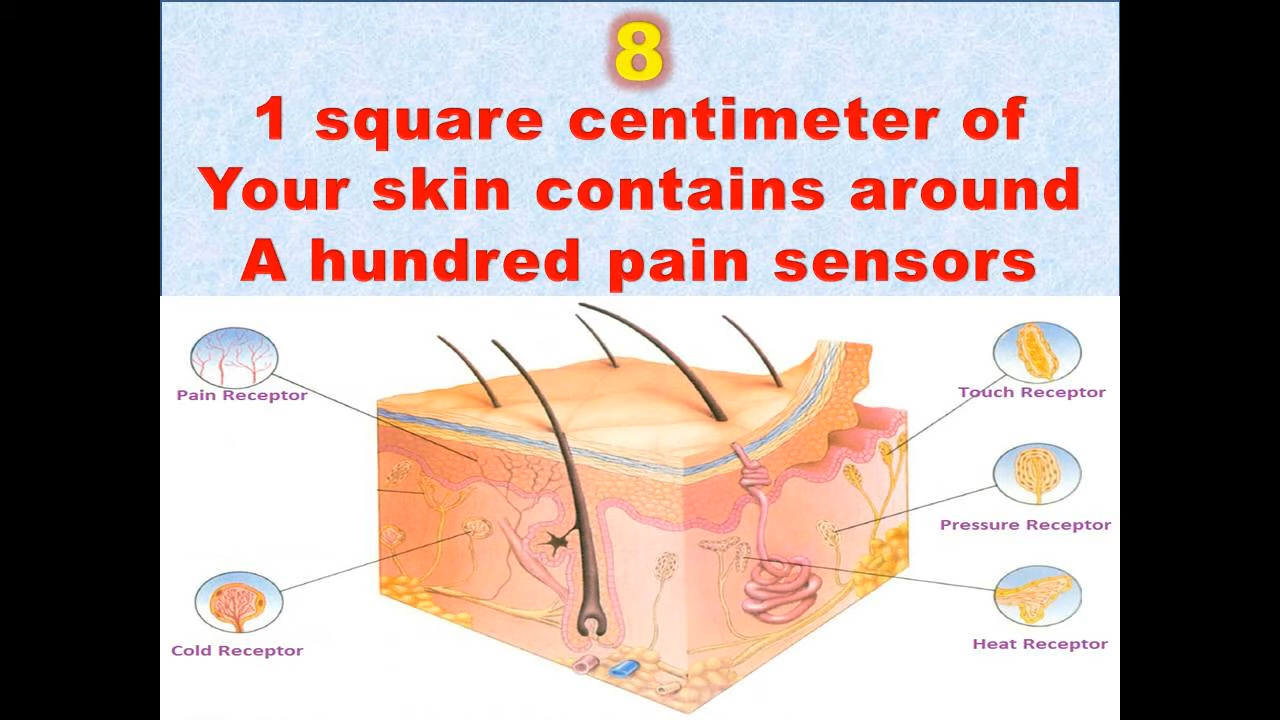 8
1 square centimeter of
Your skin contains around
A hundred pain sensors
Pain Receptor
Touch Receptor
Pressure Receptor
Cold Receptor
Heat Receptor